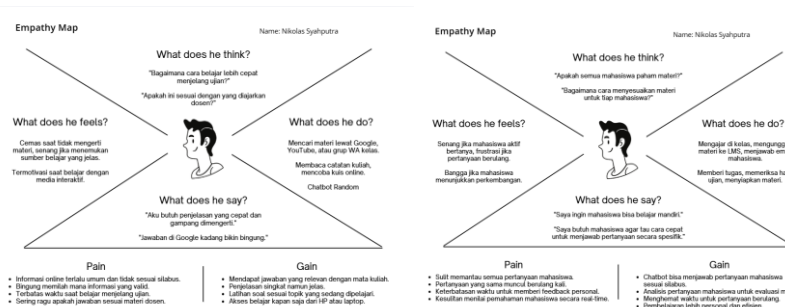 Empathy Map
Name: Nikolas Syahputra
What does he think?
"Bagaimana cara belajar lebih cepat
menjelang ujian?"
"Apakah ini sesuai dengan yang diajarkan
dosen?"
What does he feels?
Cemas saat tidak mengerti
materi, senang jika menemukan
sumber belajar yang jelas.
Termotivasi saat belajar dengan
media interaktif.
What does he do?
Mencari materi lewat Google,
YouTube, atau grup WA kelas.
Membaca catatan kuliah,
mencoba kuis online.
Chatbot Random
What does he say?
"Aku butuh penjelasan yang cepat dan
gampang dimengerti."
"Jawaban di Google kadang bikin bingung."
Pain
• Informasi online terlalu umum dan tidak sesuai silabus.
• Bingung memilah mana informasi yang valid.
• Terbatas waktu saat belajar menjelang ujian.
• Sering ragu apakah jawaban sesuai materi dosen.
Gain
• Mendapat jawaban yang relevan dengan mata kuliah.
• Penjelasan singkat namun jelas.
• Latihan soal sesuai topik yang sedang dipelajari.
• Akses belajar kapan saja dari HP atau laptop.
Empathy Map
Name: Nikolas Syahputra
What does he think?
"Apakah semua mahasiswa paham materi?"
"Bagaimana cara menyesuaikan materi
untuk tiap mahasiswa?"
What does he feels?
Senang jika mahasiswa aktif
bertanya, frustrasi jika
pertanyaan berulang.
Bangga jika mahasiswa
menunjukkan perkembangan.
What does he do?
Mengajar di kelas, mengungg
materi ke LMS, menjawab em
mahasiswa.
Memberi tugas, memeriksa ha
ujian, menyiapkan materi.
What does he say?
"Saya ingin mahasiswa bisa belajar mandiri."
"Saya butuh mahasiswa agar tau cara cepat
untuk menjawab pertanyaan secara spesifik."
Pain
• Sulit memantau semua pertanyaan mahasiswa.
• Pertanyaan yang sama muncul berulang kali.
• Keterbatasan waktu untuk memberi feedback personal.
• Kesulitan menilai pemahaman mahasiswa secara real-time.
Gain
• Chatbot bisa menjawab pertanyaan mahasiswa
sesuai silabus.
• Analisis pertanyaan mahasiswa untuk evaluasi m
• Menghemat waktu untuk pertanyaan berulang.
• Pembelajaran lebih personal dan efisien.